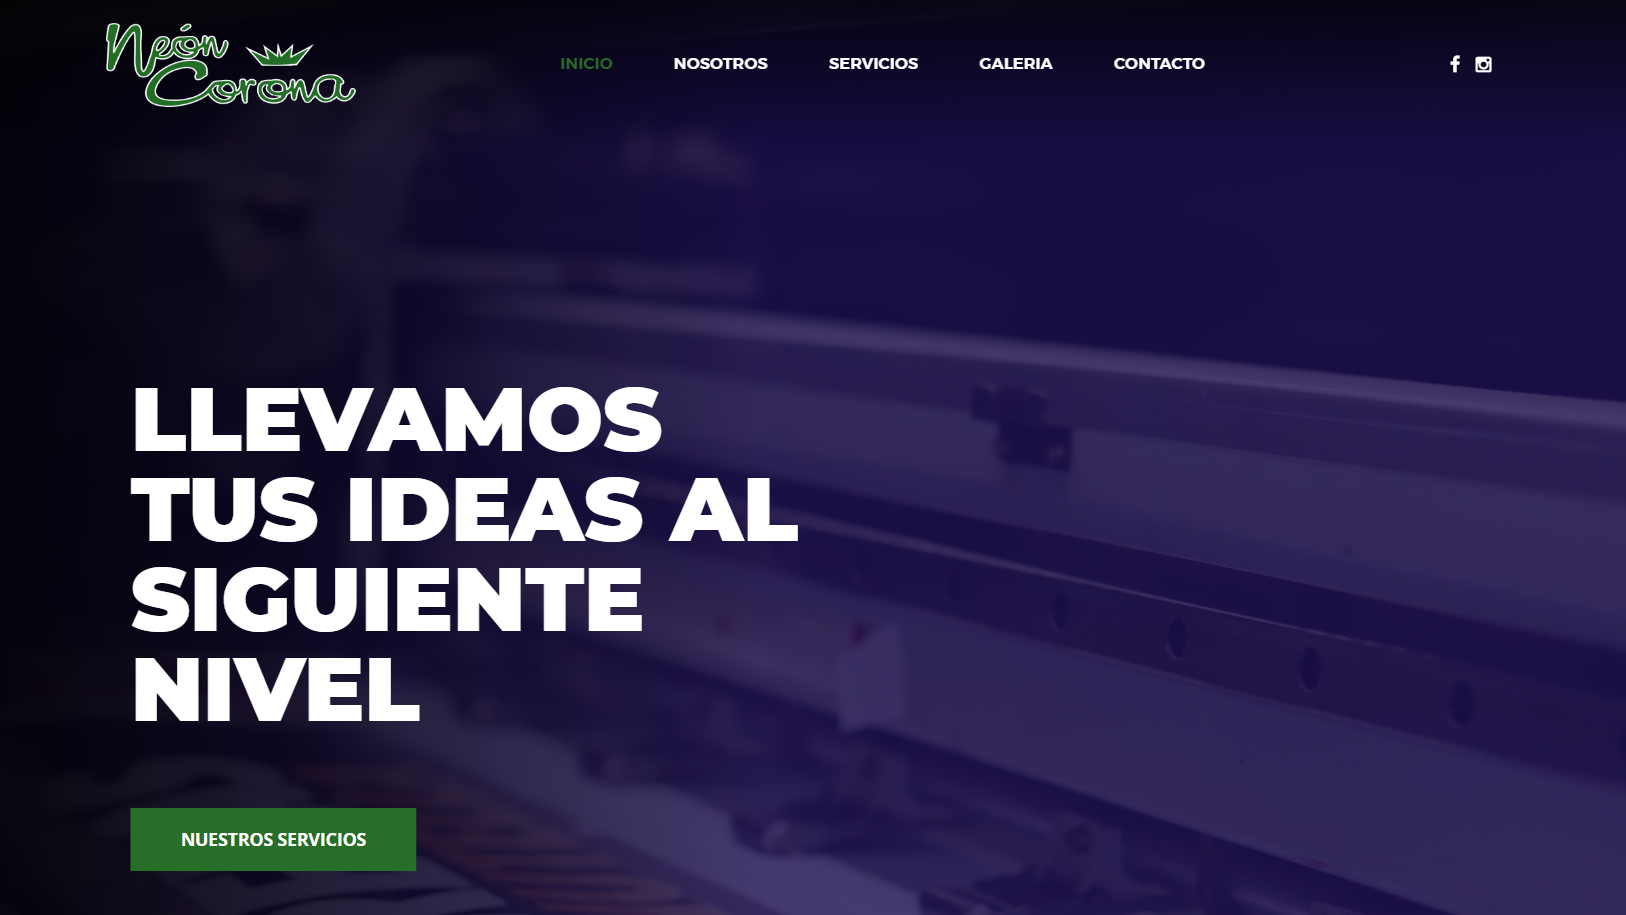 Neón
Corona
INICIO
NOSOTROS
SERVICIOS
GALERIA
CONTACTO
LLEVAMOS
TUS IDEAS AL
SIGUIENTE
NIVEL
NUESTROS SERVICIOS